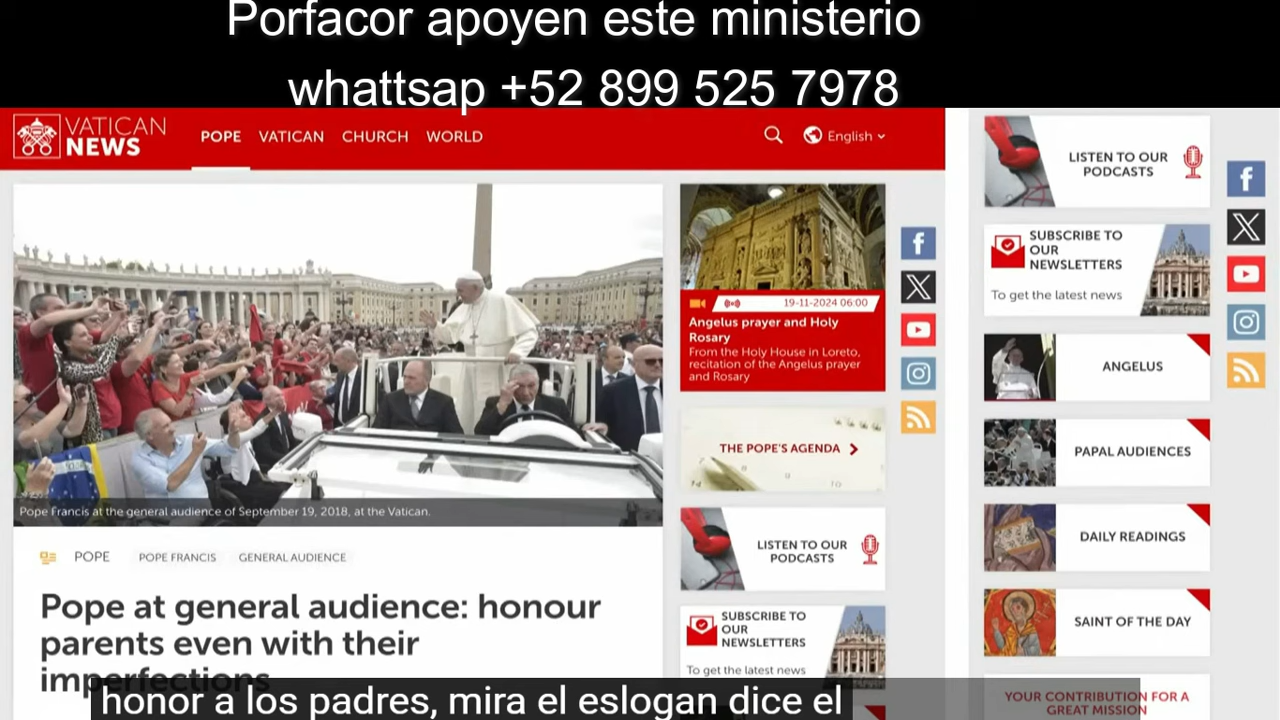 Porfacor apoyen este ministerio
whattsap +52 899 525 7978
VATICAN
NEWS
POPE
VATICAN
CHURCH
WORLD
English
Pope Francis at the general audience of September 19, 2018, at the Vatican.
POPE
POPE FRANCIS
GENERAL AUDIENCE
Pope at general audience: honour
parents even with their
imperfections
19-11-2024 06:00
Angelus prayer and Holy
Rosary
From the Holy House in Loreto,
recitation of the Angelus prayer
and Rosary
THE POPE'S AGENDA
LISTEN TO OUR
PODCASTS
SUBSCRIBE TO
OUR
NEWSLETTERS
To get the latest news
LISTEN TO OUR
PODCASTS
SUBSCRIBE TO
OUR
NEWSLETTERS
To get the latest news
ANGELUS
PAPAL AUDIENCES
DAILY READINGS
SAINT OF THE DAY
YOUR CONTRIBUTION FOR A
GREAT MISSION
honor a los padres, mira el eslogan dice el